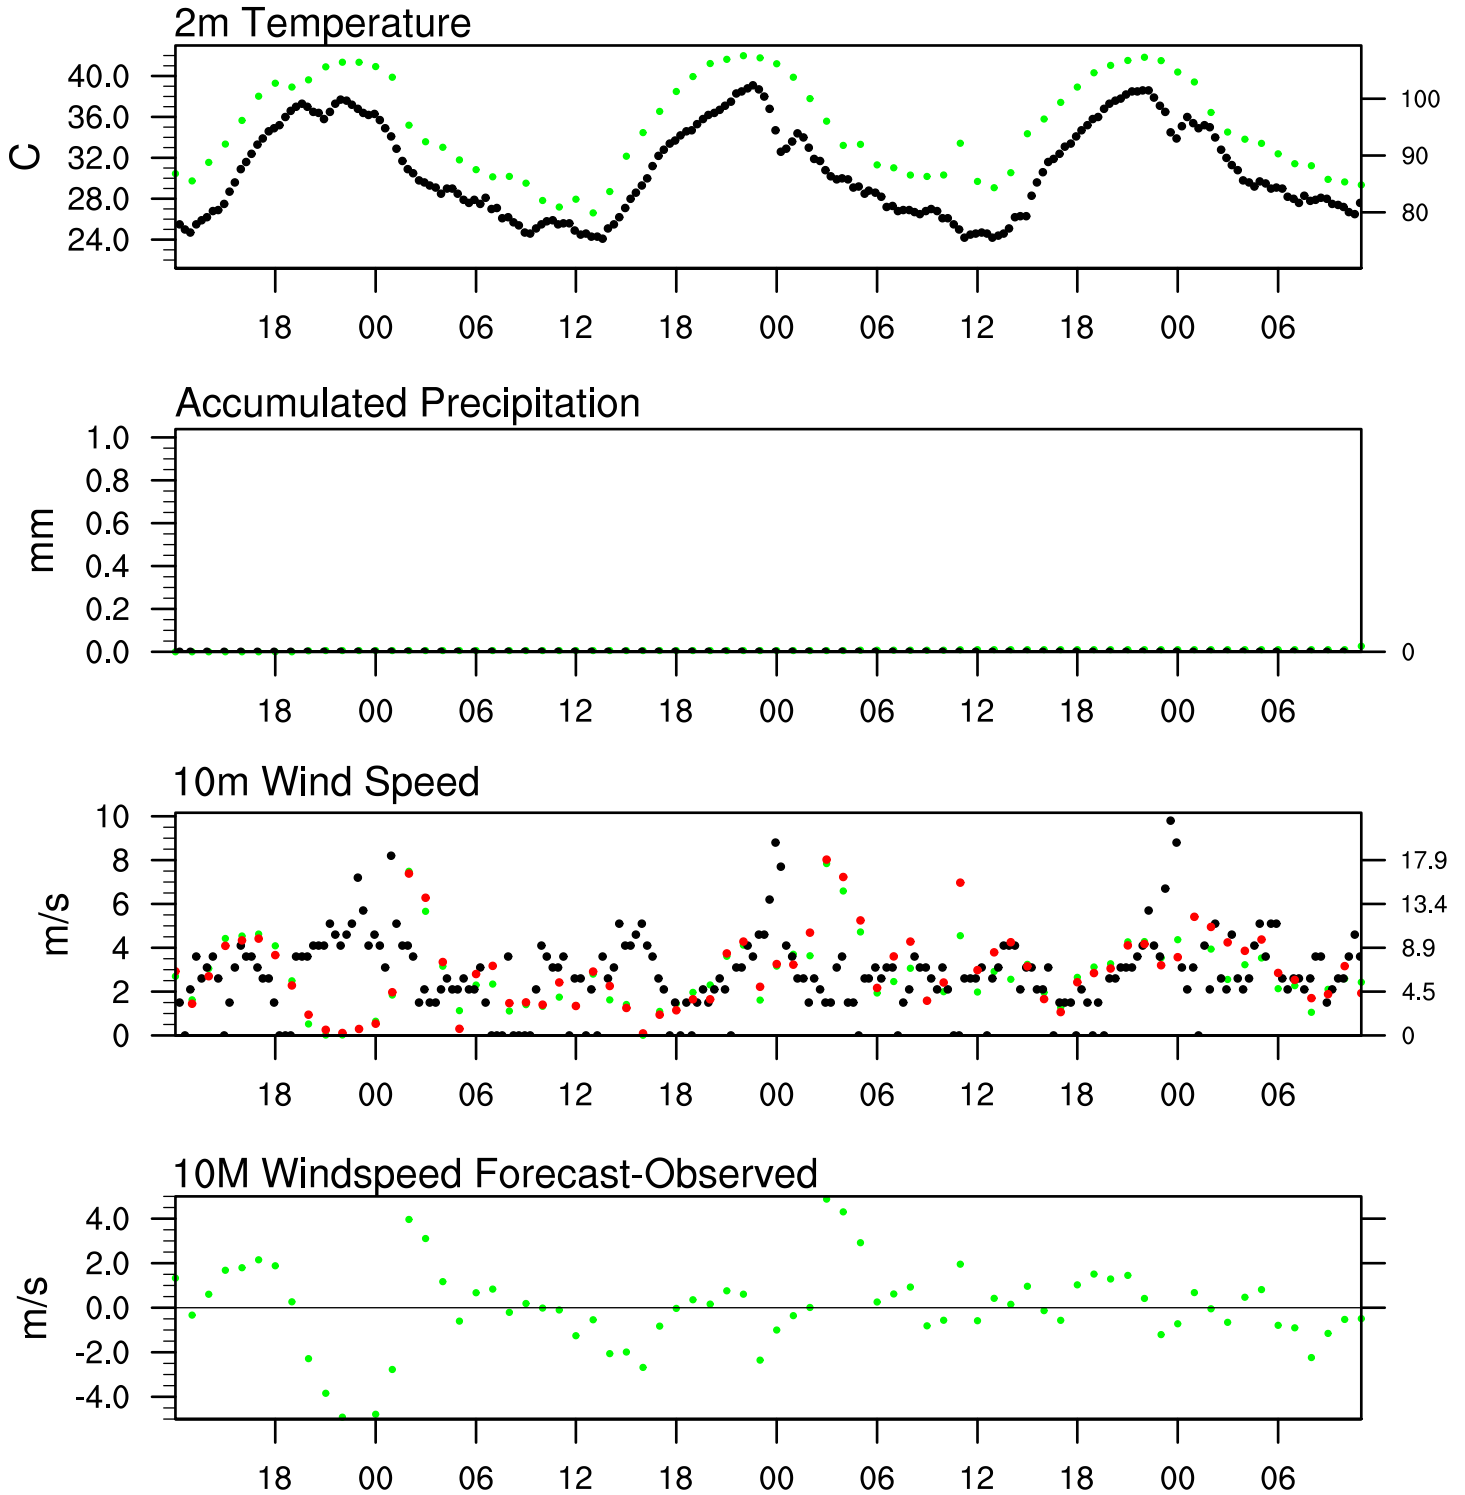 2m Temperature
C
40.0
36.0
32.0
28.0
24.0
100
90
80
18 00 06 12 18 00 06 12 18 00 06
Accumulated Precipitation
mm
1.0
0.8
0.6
0.4
0.2
0.0
0
18 00 06 12 18 00 06 12 18 00 06
10m Wind Speed
m/s
10
8
6
4
2
0
17.9
13.4
8.9
4.5
0
18 00 06 12 18 00 06 12 18 00 06
10M Windspeed Forecast-Observed
m/s
4.0
2.0
0.0
-2.0
-4.0
18 00 06 12 18 00 06 12 18 00 06